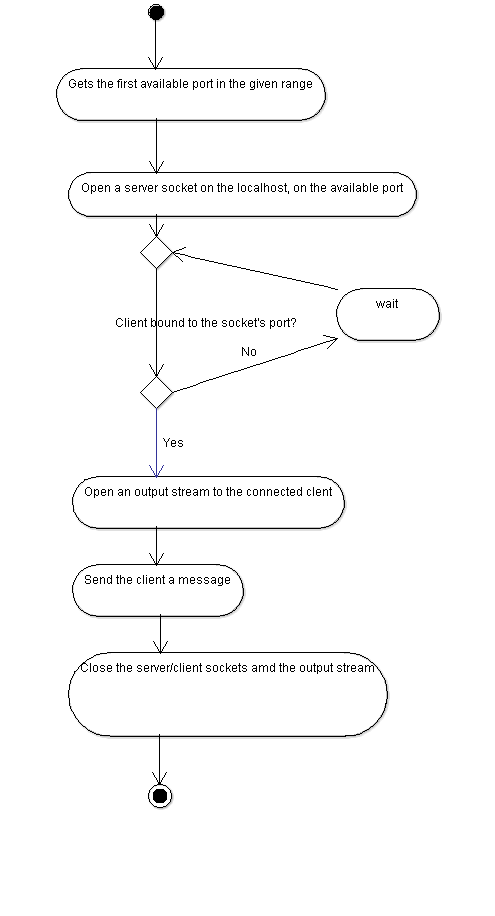 Gets the first available port in the given range
Open a server socket on the localhost, on the available port
wait
Client bound to the socket's port?
No
Yes
Open an output stream to the connected clent
Send the client a message
Close the server/client sockets amd the output stream